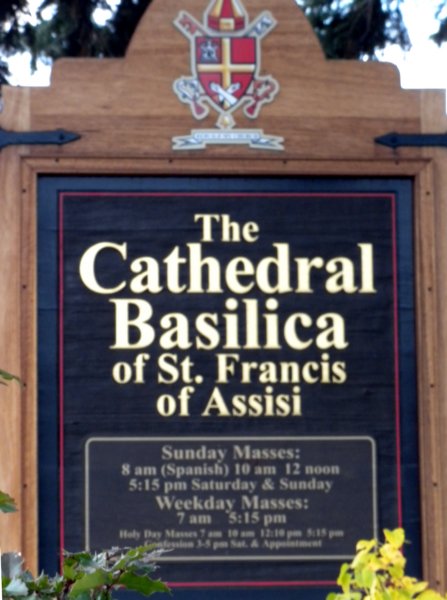 The
Cathedral
Basilica
of St. Francis
of Assisi
Sunday Masses:
8 am (Spanish) 10 am 12 noon
5:15 pm Saturday & Sunday
Weekday Masses:
7 am 5:15 pm
Holy Day Masses 7 am 10 am 12:10 pm 5:15 pm
Confession 3-5 pm Sat. & Appointment